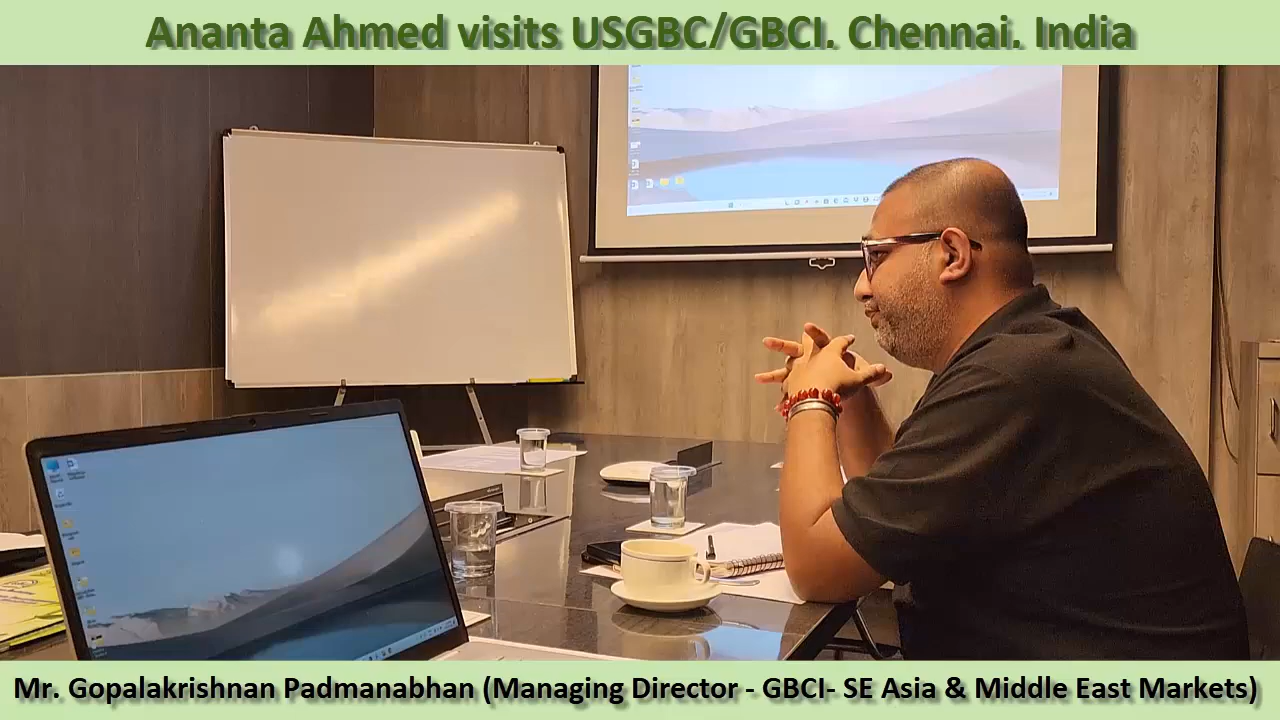 Ananta Ahmed visits USGBC/GBCI. Chennai. India
Mr. Gopalakrishnan Padmanabhan (Managing Director - GBCI- SE Asia & Middle East Markets)